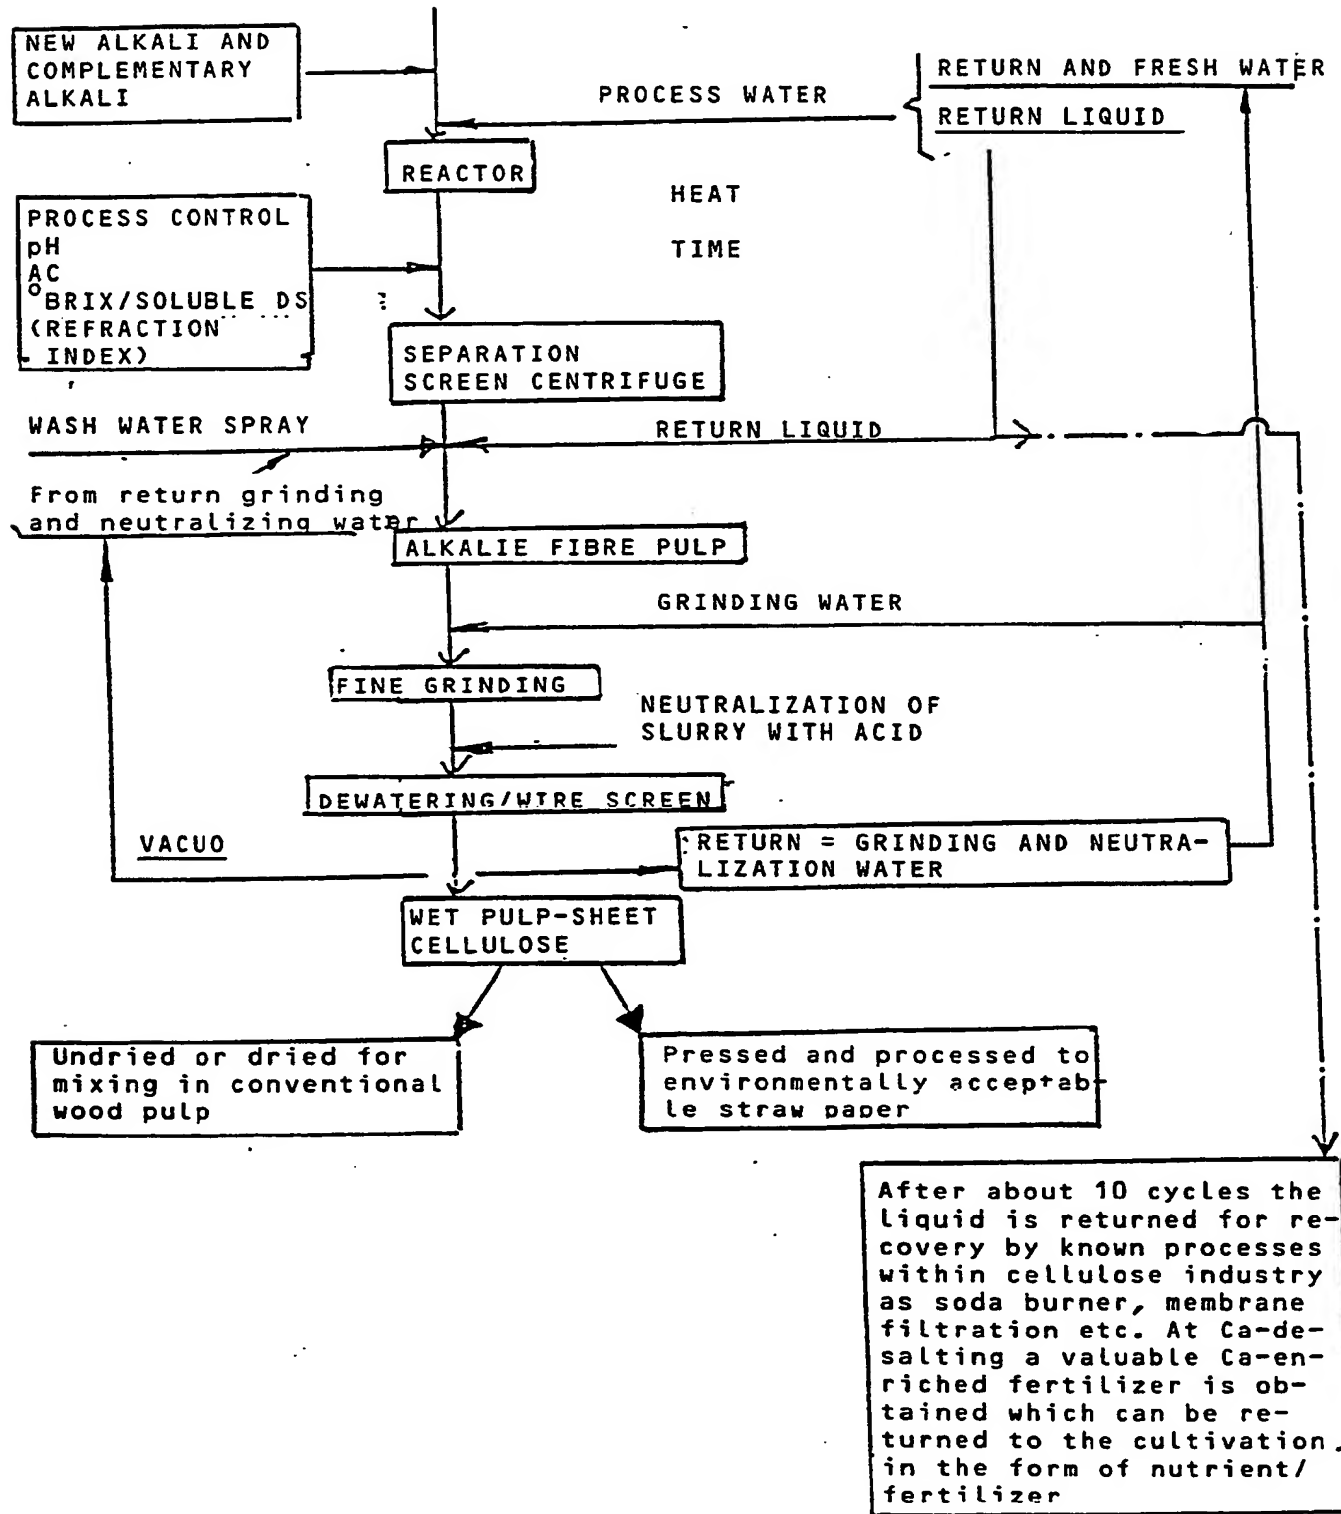 NEW ALKALI AND
COMPLEMENTARY
ALKALI
PROCESS WATER
RETURN AND FRESH WATER
RETURN LIQUID
REACTOR
HEAT
TIME
PROCESS CONTROL
pH
AC
°BRIX/SOLUBLE DS
(REFRACTION
INDEX)
SEPARATION
SCREEN CENTRIFUGE
WASH WATER SPRAY
RETURN LIQUID
From return grinding
and neutralizing water
ALKALIE FIBRE PULP
GRINDING WATER
FINE GRINDING
NEUTRALIZATION OF
SLURRY WITH ACID
DEWATERING/WIRE SCREEN
VACUO
RETURN = GRINDING AND NEUTRA-
LIZATION WATER
WET PULP-SHEET
CELLULOSE
Undried or dried for
mixing in conventional
wood pulp
Pressed and processed to
environmentally acceptab-
le straw paper
After about 10 cycles the
liquid is returned for re-
covery by known processes
within cellulose industry
as soda burner, membrane
filtration etc. At Ca-de-
salting a valuable Ca-en-
riched fertilizer is ob-
tained which can be re-
turned to the cultivation
in the form of nutrient/
fertilizer